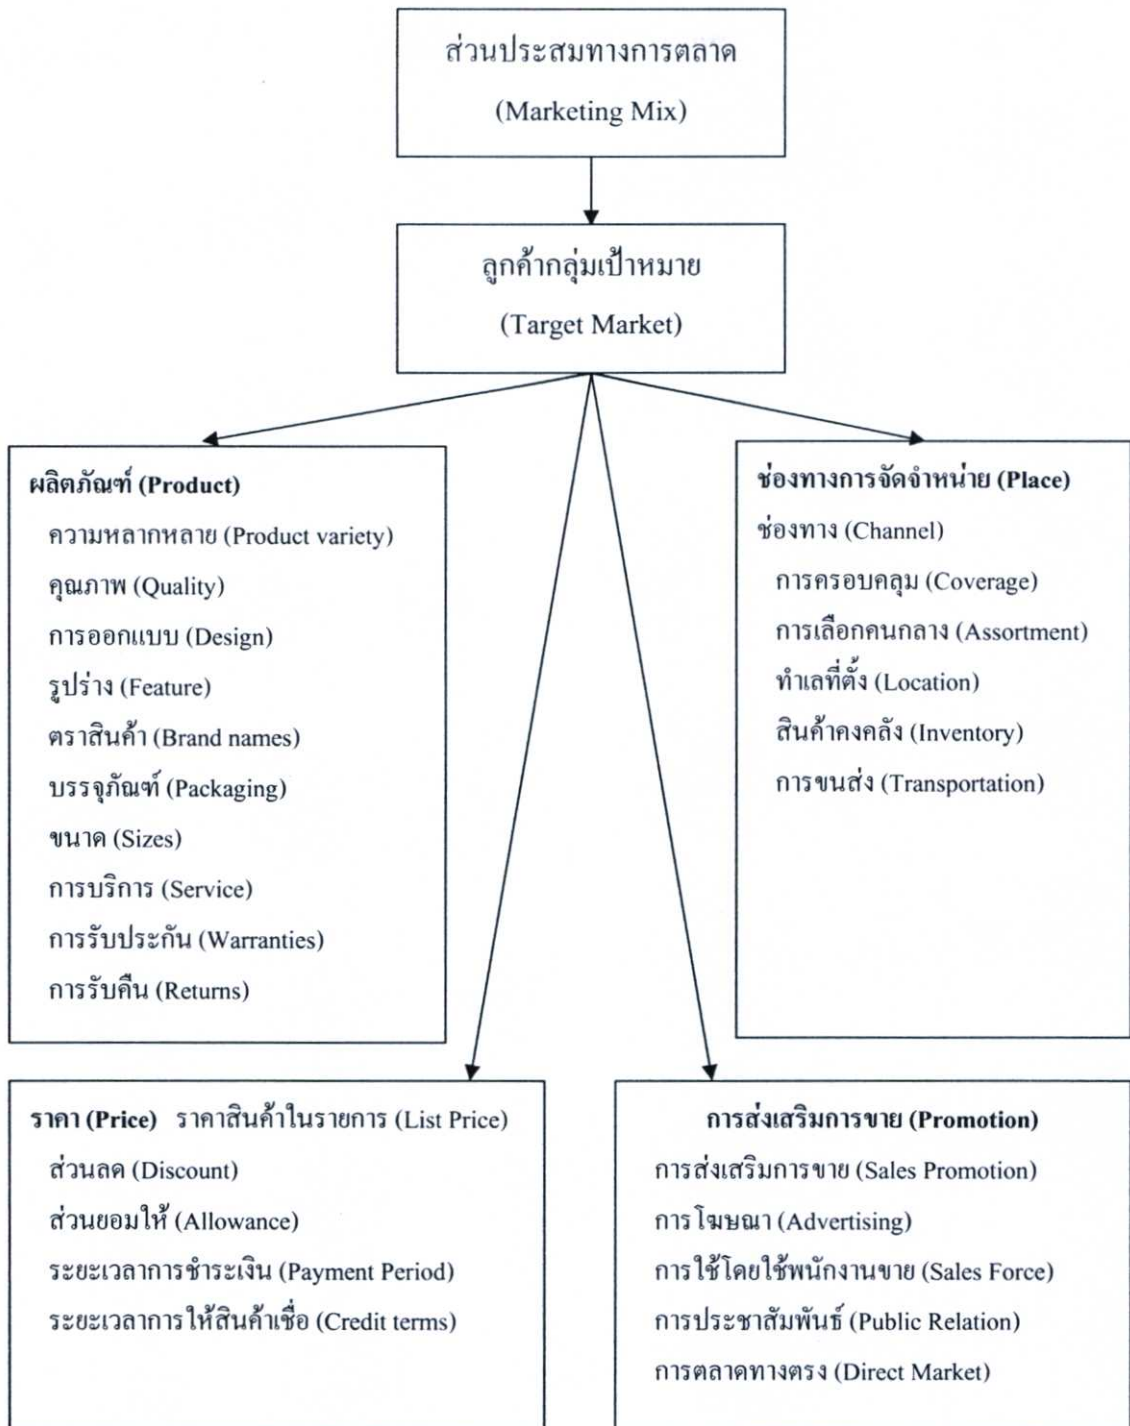 ส่วนประสมทางการตลาด
(Marketing Mix)
ลูกค้ากลุ่มเป้าหมาย
(Target Market)
ผลิตภัณฑ์ (Product)
ความหลากหลาย (Product variety)
คุณภาพ (Quality)
การออกแบบ (Design)
รูปร่าง (Feature)
ตราสินค้า (Brand names)
บรรจุภัณฑ์ (Packaging)
ขนาด (Sizes)
การบริการ (Service)
การรับประกัน (Warranties)
การรับคืน (Returns)
ช่องทางการจัดจำหน่าย (Place)
ช่องทาง (Channel)
การครอบคลุม (Coverage)
การเลือกคนกลาง (Assortment)
ทำเลที่ตั้ง (Location)
สินค้าคงคลัง (Inventory)
การขนส่ง (Transportation)
ราคา (Price) ราคาสินค้าในรายการ (List Price)
ส่วนลด (Discount)
ส่วนยอมให้ (Allowance)
ระยะเวลาการชำระเงิน (Payment Period)
ระยะเวลาการให้สินค้าเชื่อ (Credit terms)
การส่งเสริมการขาย (Promotion)
การส่งเสริมการขาย (Sales Promotion)
การโฆษณา (Advertising)
การใช้โดยใช้พนักงานขาย (Sales Force)
การประชาสัมพันธ์ (Public Relation)
การตลาดทางตรง (Direct Market)